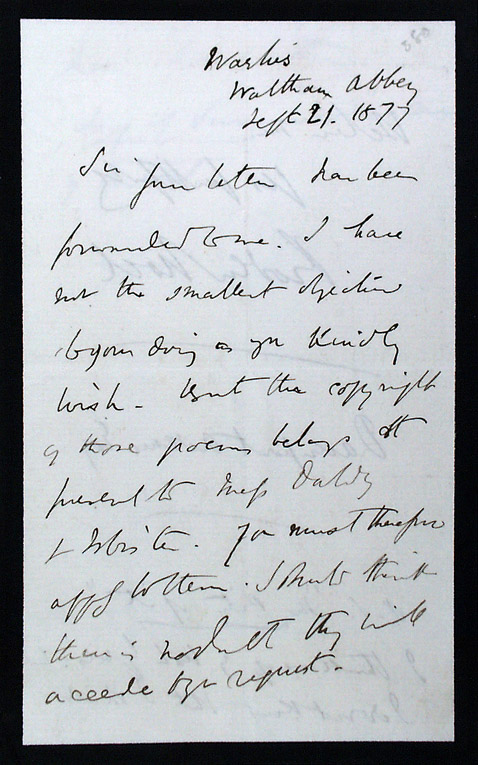 Warlies
Waltham Abbey
Sept 21. 1877
Sir your letter has been
forwarded to me. I have
not the smallest objection
to your doing as you kindly
wish - But the copyright
of those poems belongs at
present to Mess Daldy
& Isbister. You must therefore
apply to them. I should think
there is no doubt they will
accede to yr request.